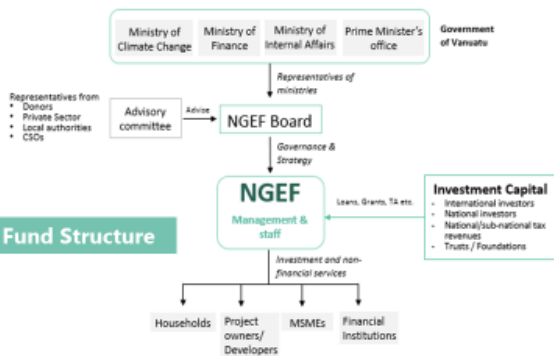 Ministry of
Climate Change
Ministry of
Finance
Ministry of
Internal Affairs
Prime Minister's
office
Government
of Vanuatu
Representatives of
ministries
Representatives from
• Donors
• Private Sector
• Local authorities
• CSOs
Advisory
committee
Advise
NGEF Board
Governance &
Strategy
NGEF
Management &
staff
Loans, Grants, TA etc.
Investment Capital
- International investors
- National investors
- National/sub-national tax
revenues
- Trusts / Foundations
Fund Structure
Investment and non-
financial services
Households
Project
owners/
Developers
MSMEs
Financial
Institutions